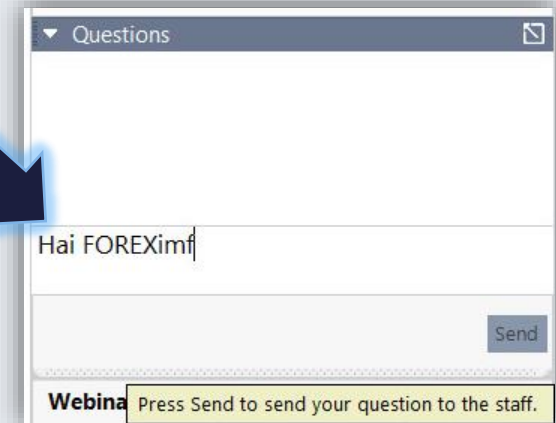 Questions
Hai FOREXimf
Send
Webina
Press Send to send your question to the staff.